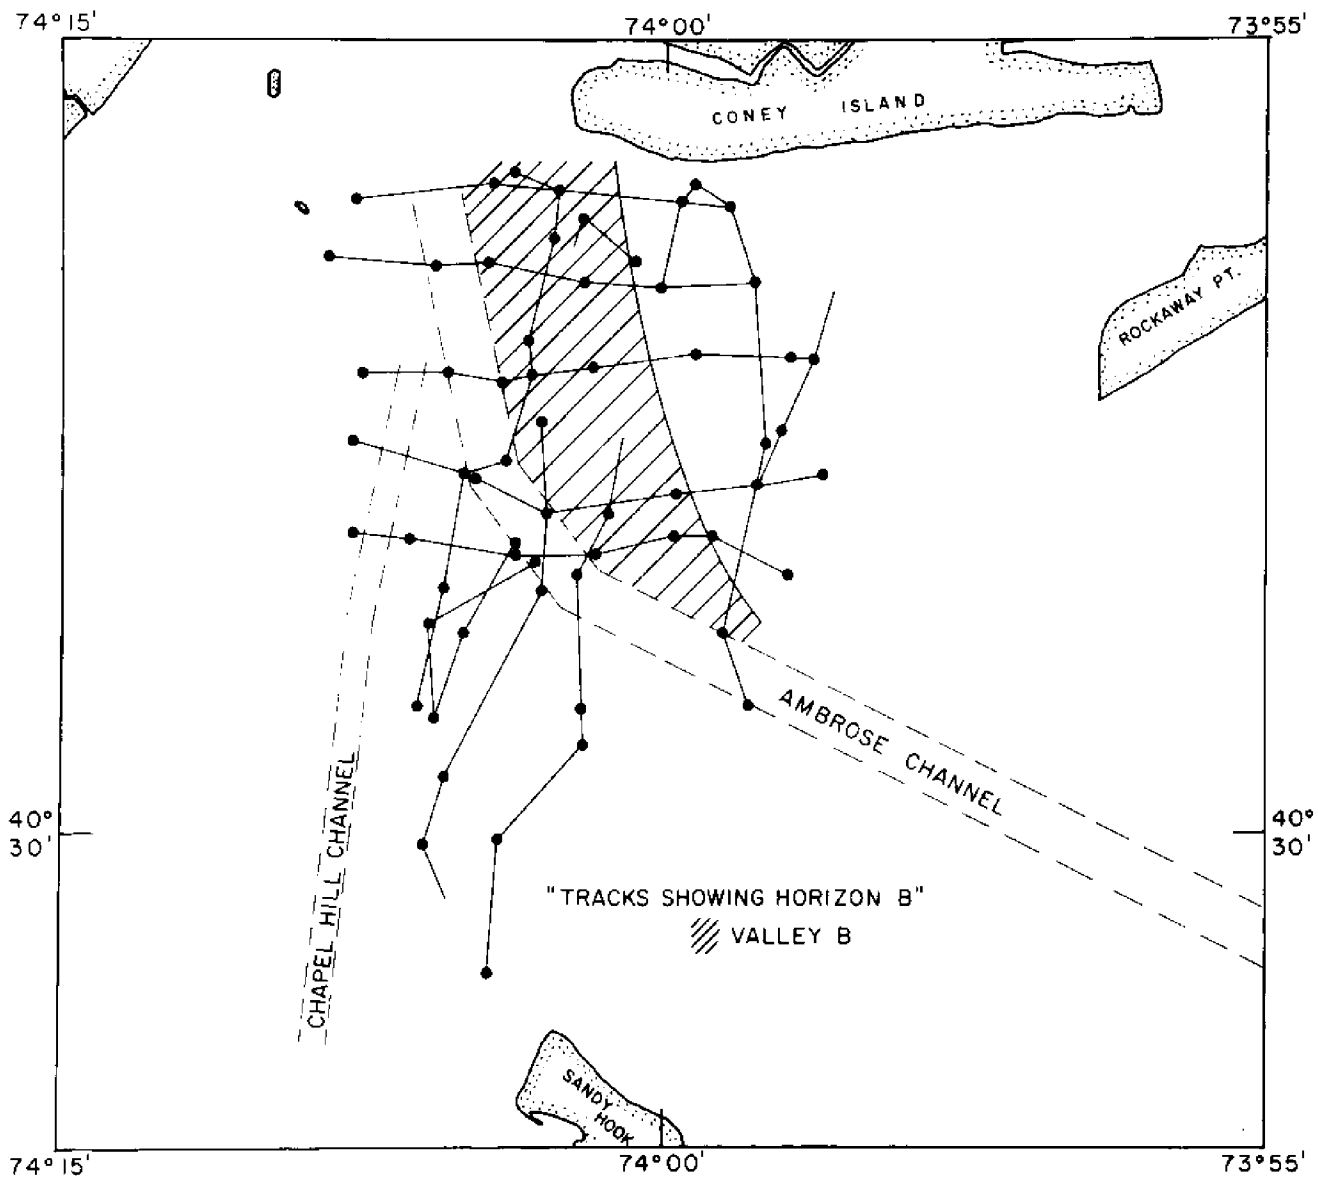 74°15'
74°00'
73°55'
CONEY ISLAND
ROCKAWAY PT.
AMBROSE CHANNEL
CHAPEL HILL CHANNEL
40°
30'
40°
30'
"TRACKS SHOWING HORIZON B"
VALLEY B
SANDY
HOOK
74°15'
74°00'
73°55'